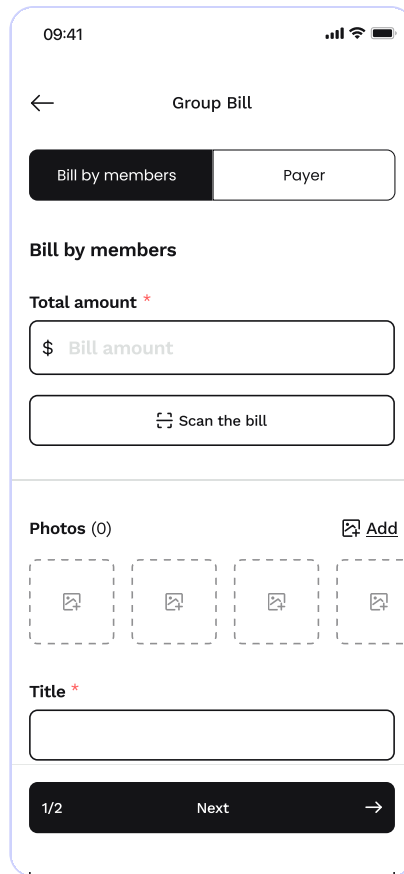 09:41
Group Bill
Bill by members
Payer
Bill by members
Total amount *
$ Bill amount
Scan the bill
Photos (0)
Add
Title *
1/2
Next